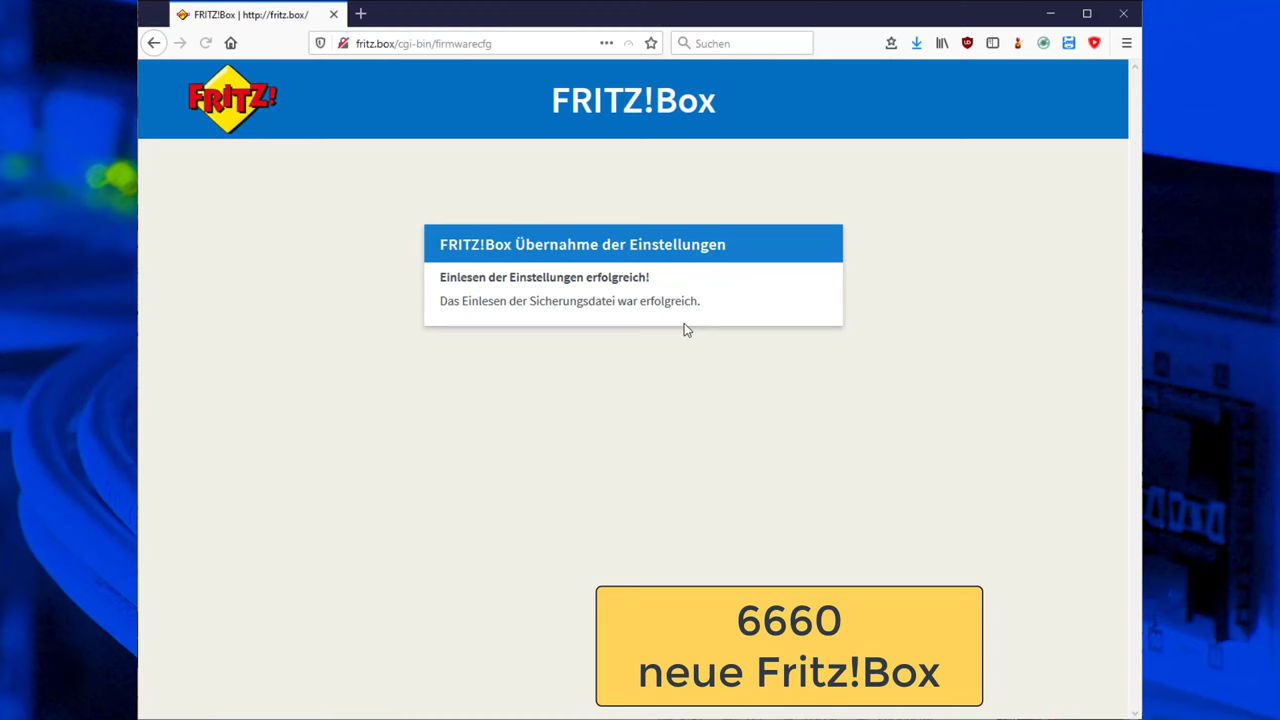 FRITZ!Box | http://fritz.box/
fritz.box/cgi-bin/firmwarecfg
Suchen
FRITZ!
FRITZ!Box
FRITZ!Box Übernahme der Einstellungen
Einlesen der Einstellungen erfolgreich!
Das Einlesen der Sicherungsdatei war erfolgreich.
6660
neue Fritz!Box